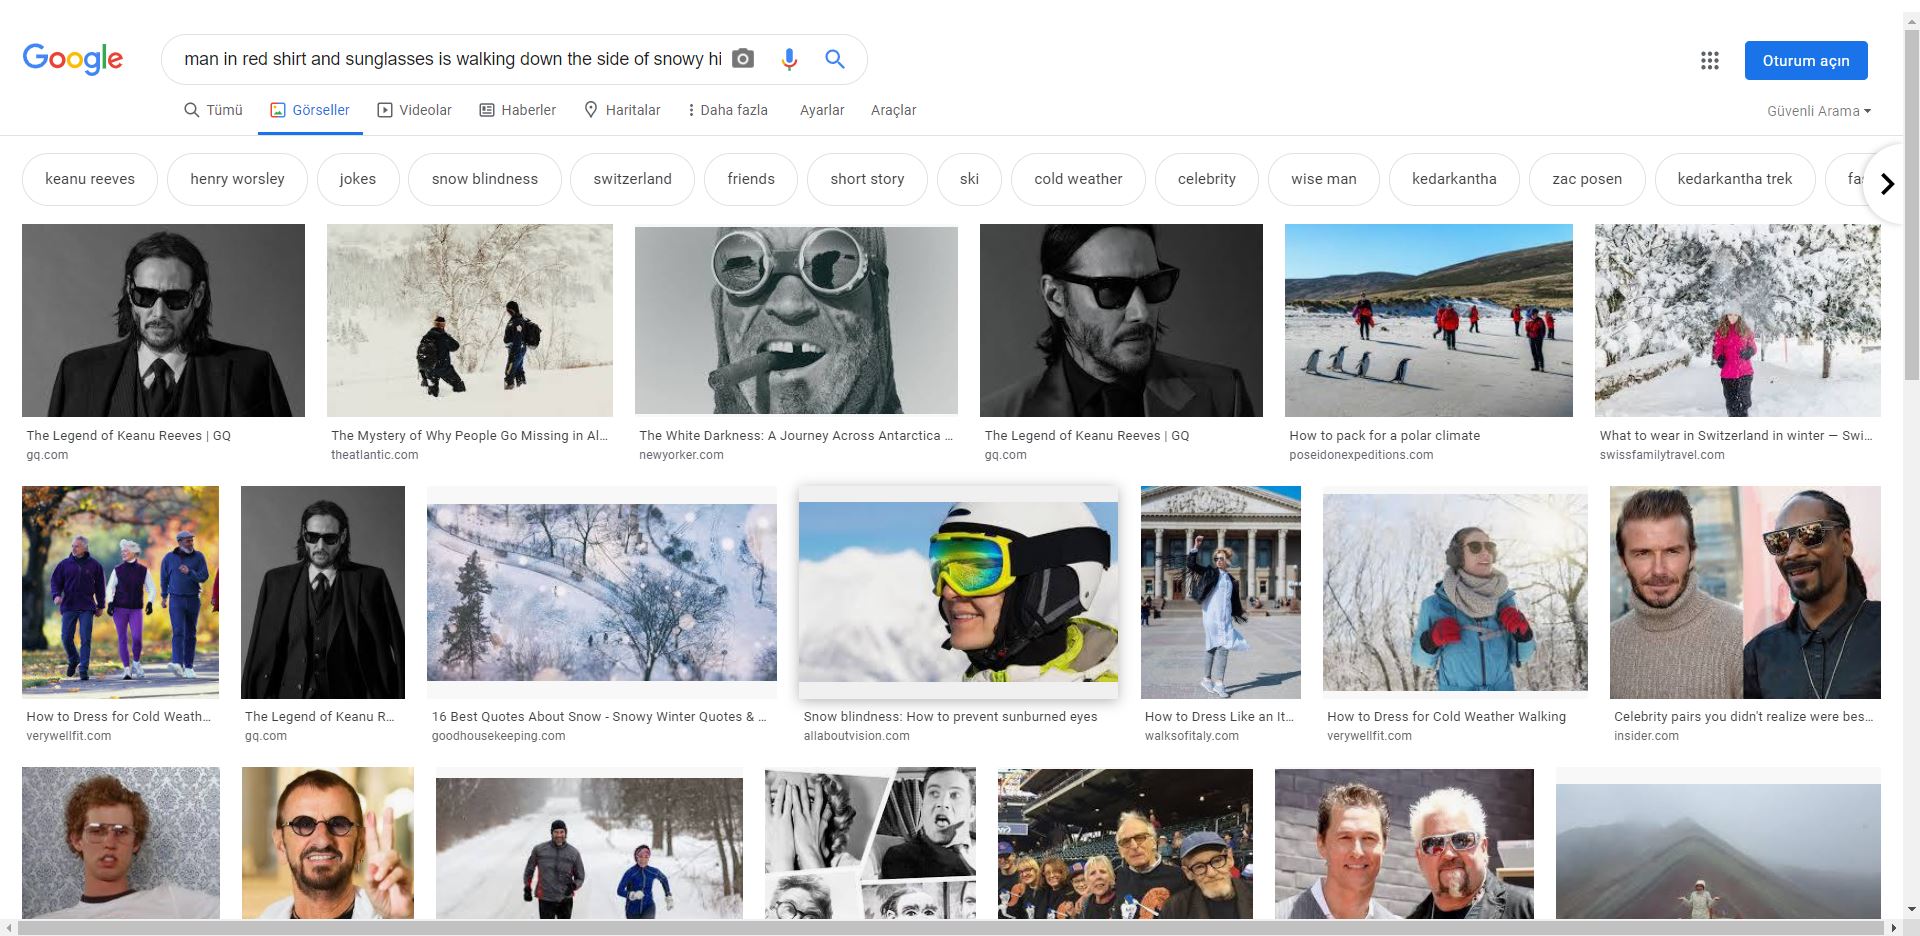 Google
man in red shirt and sunglasses is walking down the side of snowy hi
Oturum açın
Tümü Görseller Videolar Haberler Haritalar Daha fazla Ayarlar Araçlar
Güvenli Arama
keanu reeves henry worsley jokes snow blindness switzerland friends short story ski cold weather celebrity wise man kedarkantha zac posen kedarkantha trek fas
The Legend of Keanu Reeves | GQ
gq.com
The Mystery of Why People Go Missing in Al...
theatlantic.com
The White Darkness: A Journey Across Antarctica ...
newyorker.com
The Legend of Keanu Reeves | GQ
gq.com
How to pack for a polar climate
poseidonexpeditions.com
What to wear in Switzerland in winter — Swi...
swissfamilytravel.com
How to Dress for Cold Weath...
verywellfit.com
The Legend of Keanu R...
gq.com
16 Best Quotes About Snow - Snowy Winter Quotes & ...
goodhousekeeping.com
Snow blindness: How to prevent sunburned eyes
allaboutvision.com
How to Dress Like an It...
walksofitaly.com
How to Dress for Cold Weather Walking
verywellfit.com
Celebrity pairs you didn't realize were bes...
insider.com